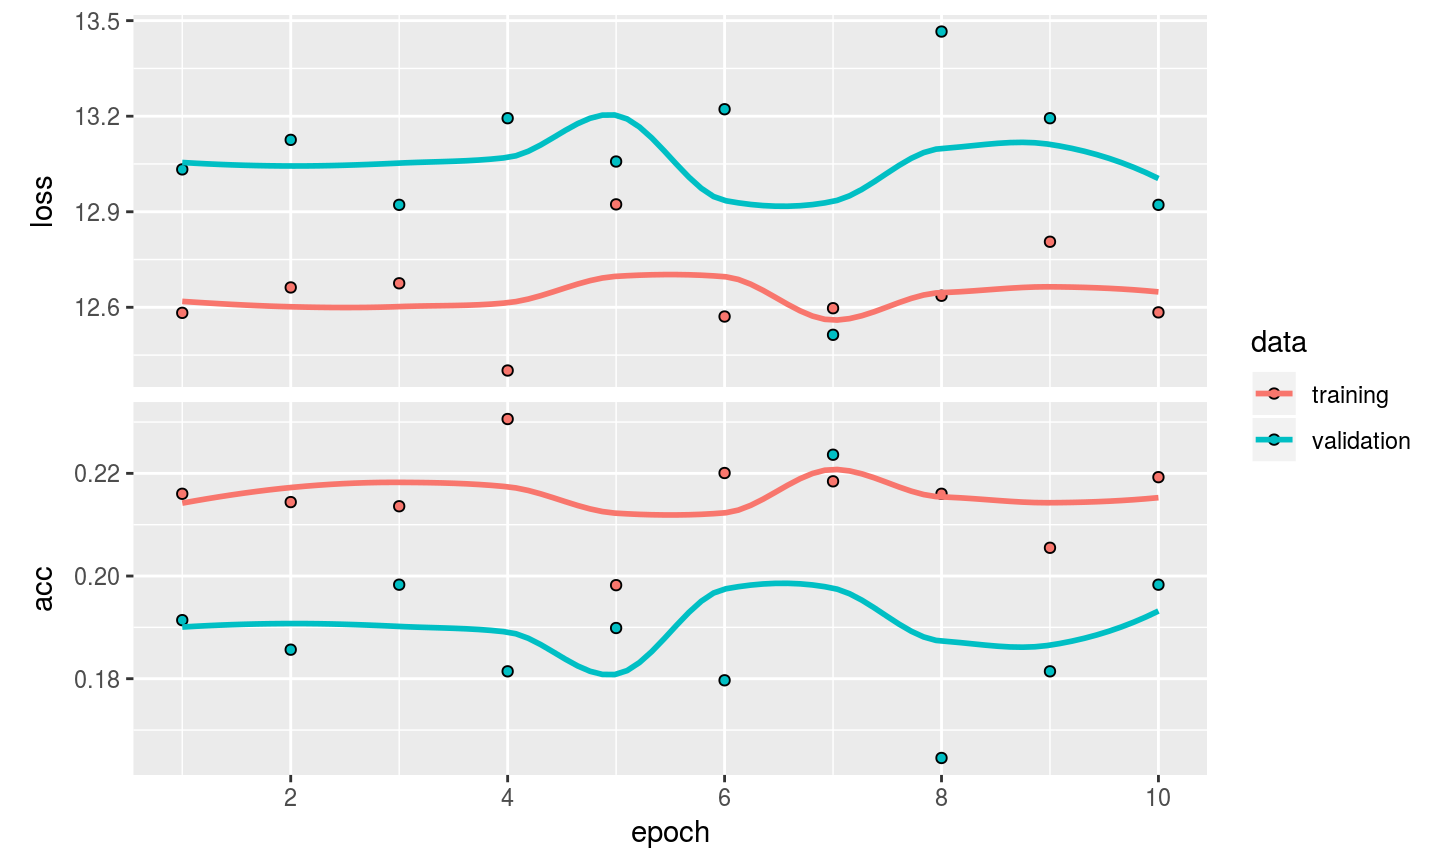 loss
13.5
13.2
12.9
12.6
acc
0.22
0.20
0.18
2 4 6 8 10
epoch
data
training
validation